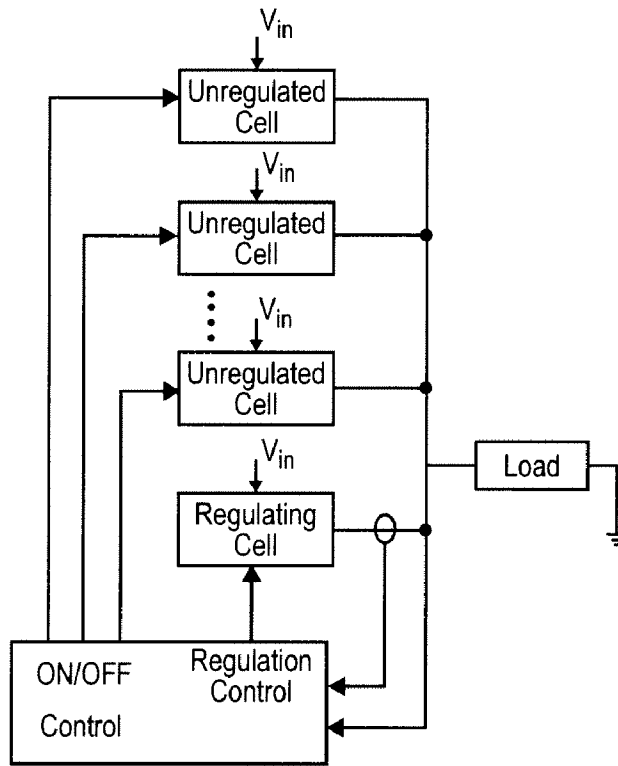 Vin
Unregulated
Cell
Vin
Unregulated
Cell
Vin
Unregulated
Cell
Vin
Regulating
Cell
Load
ON/OFF
Control
Regulation
Control